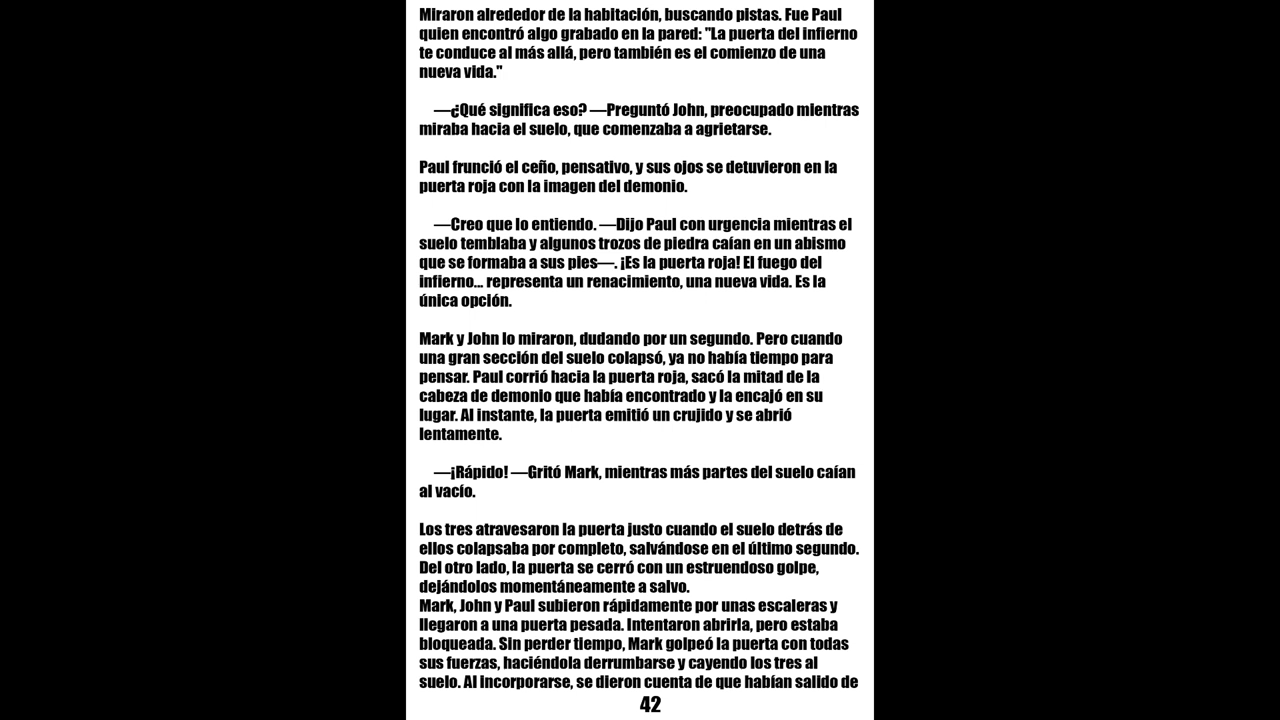 Miraron alrededor de la habitación, buscando pistas. Fue Paul
quien encontró algo grabado en la pared: "La puerta del infierno
te conduce al más allá, pero también es el comienzo de una
nueva vida."
—¿Qué significa eso? —Preguntó John, preocupado mientras
miraba hacia el suelo, que comenzaba a agrietarse.
Paul frunció el ceño, pensativo, y sus ojos se detuvieron en la
puerta roja con la imagen del demonio.
—Creo que lo entiendo. —Dijo Paul con urgencia mientras el
suelo temblaba y algunos trozos de piedra caían en un abismo
que se formaba a sus pies—. ¡Es la puerta roja! El fuego del
infierno... representa un renacimiento, una nueva vida. Es la
única opción.
Mark y John lo miraron, dudando por un segundo. Pero cuando
una gran sección del suelo colapsó, ya no había tiempo para
pensar. Paul corrió hacia la puerta roja, sacó la mitad de la
cabeza de demonio que había encontrado y la encajó en su
lugar. Al instante, la puerta emitió un crujido y se abrió
lentamente.
—¡Rápido! —Gritó Mark, mientras más partes del suelo caían
al vacío.
Los tres atravesaron la puerta justo cuando el suelo detrás de
ellos colapsaba por completo, salvándose en el último segundo.
Del otro lado, la puerta se cerró con un estruendoso golpe,
dejándolos momentáneamente a salvo.
Mark, John y Paul subieron rápidamente por unas escaleras y
llegaron a una puerta pesada. Intentaron abrirla, pero estaba
bloqueada. Sin perder tiempo, Mark golpeó la puerta con todas
sus fuerzas, haciéndola derrumbarse y cayendo los tres al
suelo. Al incorporarse, se dieron cuenta de que habían salido de
42